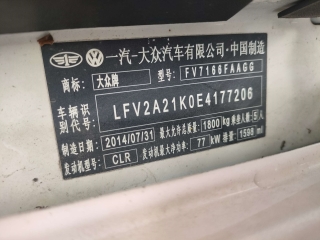 一汽-大众汽车有限公司·中国制造
商标: 大众牌 型号: FV7166FAAGG
车辆识别代号: LFV2A21K0E4177206
制造日期: 2014/07/31 最大允许总质量: 1800 kg 乘坐人数: 5 人
发动机型号: CLR 发动机最大净功率: 77 kW 排量: 1598 ml